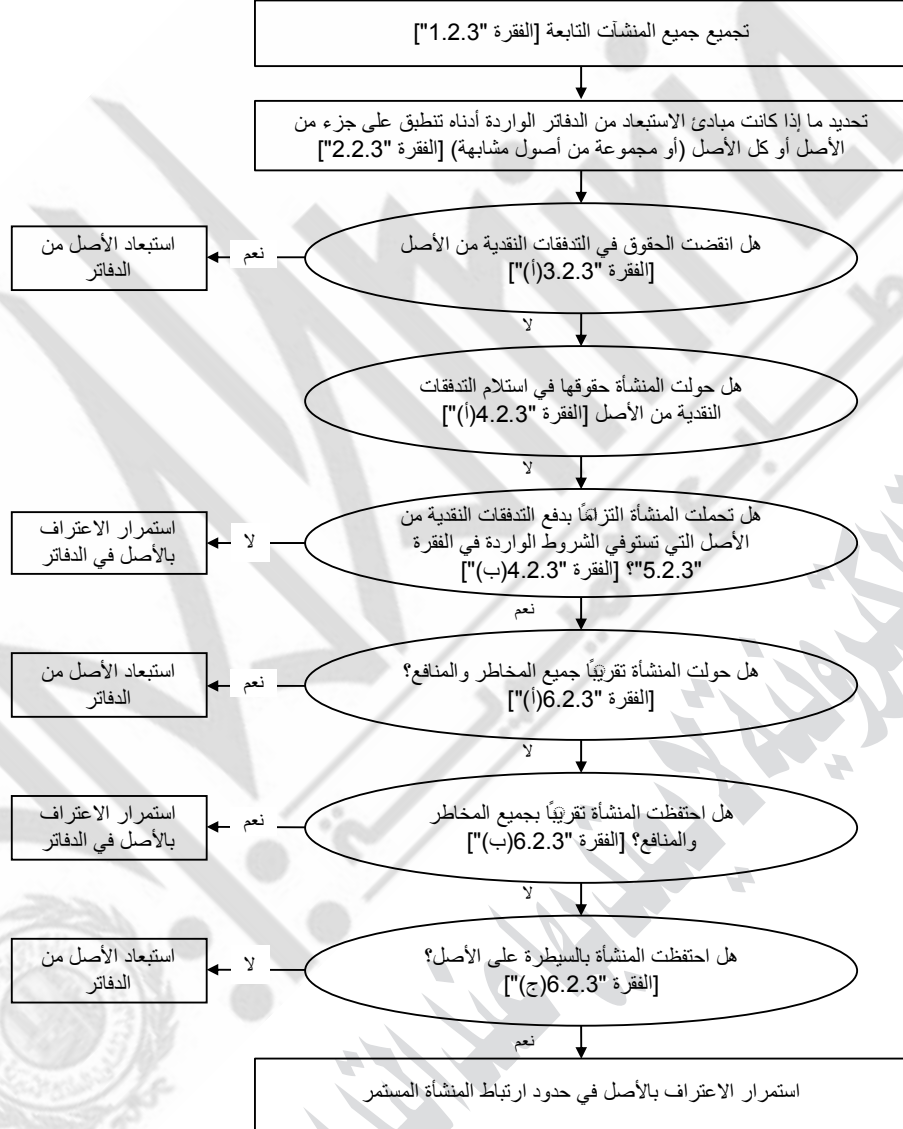 تجميع جميع المنشآت التابعة [الفقرة "1.2.3"]
تحديد ما إذا كانت مبادئ الاستبعاد من الدفاتر الواردة أدناه تنطبق على جزء من
الأصل أو كل الأصل (أو مجموعة من أصول مشابهة) [الفقرة "2.2.3"]
هل انقضت الحقوق في التدفقات النقدية من الأصل
[الفقرة "3.2.3(أ)"]
نعم
استبعاد الأصل من
الدفاتر
لا
هل حولت المنشأة حقوقها في استلام التدفقات
النقدية من الأصل [الفقرة "4.2.3(أ)"]
لا
هل تحملت المنشأة التزامًا بدفع التدفقات النقدية من
الأصل التي تستوفي الشروط الواردة في الفقرة
"5.2.3"؟ [الفقرة "4.2.3(ب)"]
لا
استمرار الاعتراف
بالأصل في الدفاتر
نعم
هل حولت المنشأة تقريبًا جميع المخاطر والمنافع؟
[الفقرة "6.2.3(أ)"]
نعم
استبعاد الأصل من
الدفاتر
لا
هل احتفظت المنشأة تقريبًا بجميع المخاطر
والمنافع؟ [الفقرة "6.2.3(ب)"]
نعم
استمرار الاعتراف
بالأصل في الدفاتر
لا
هل احتفظت المنشأة بالسيطرة على الأصل؟
[الفقرة "6.2.3(ج)"]
لا
استبعاد الأصل من
الدفاتر
نعم
استمرار الاعتراف بالأصل في حدود ارتباط المنشأة المستمر